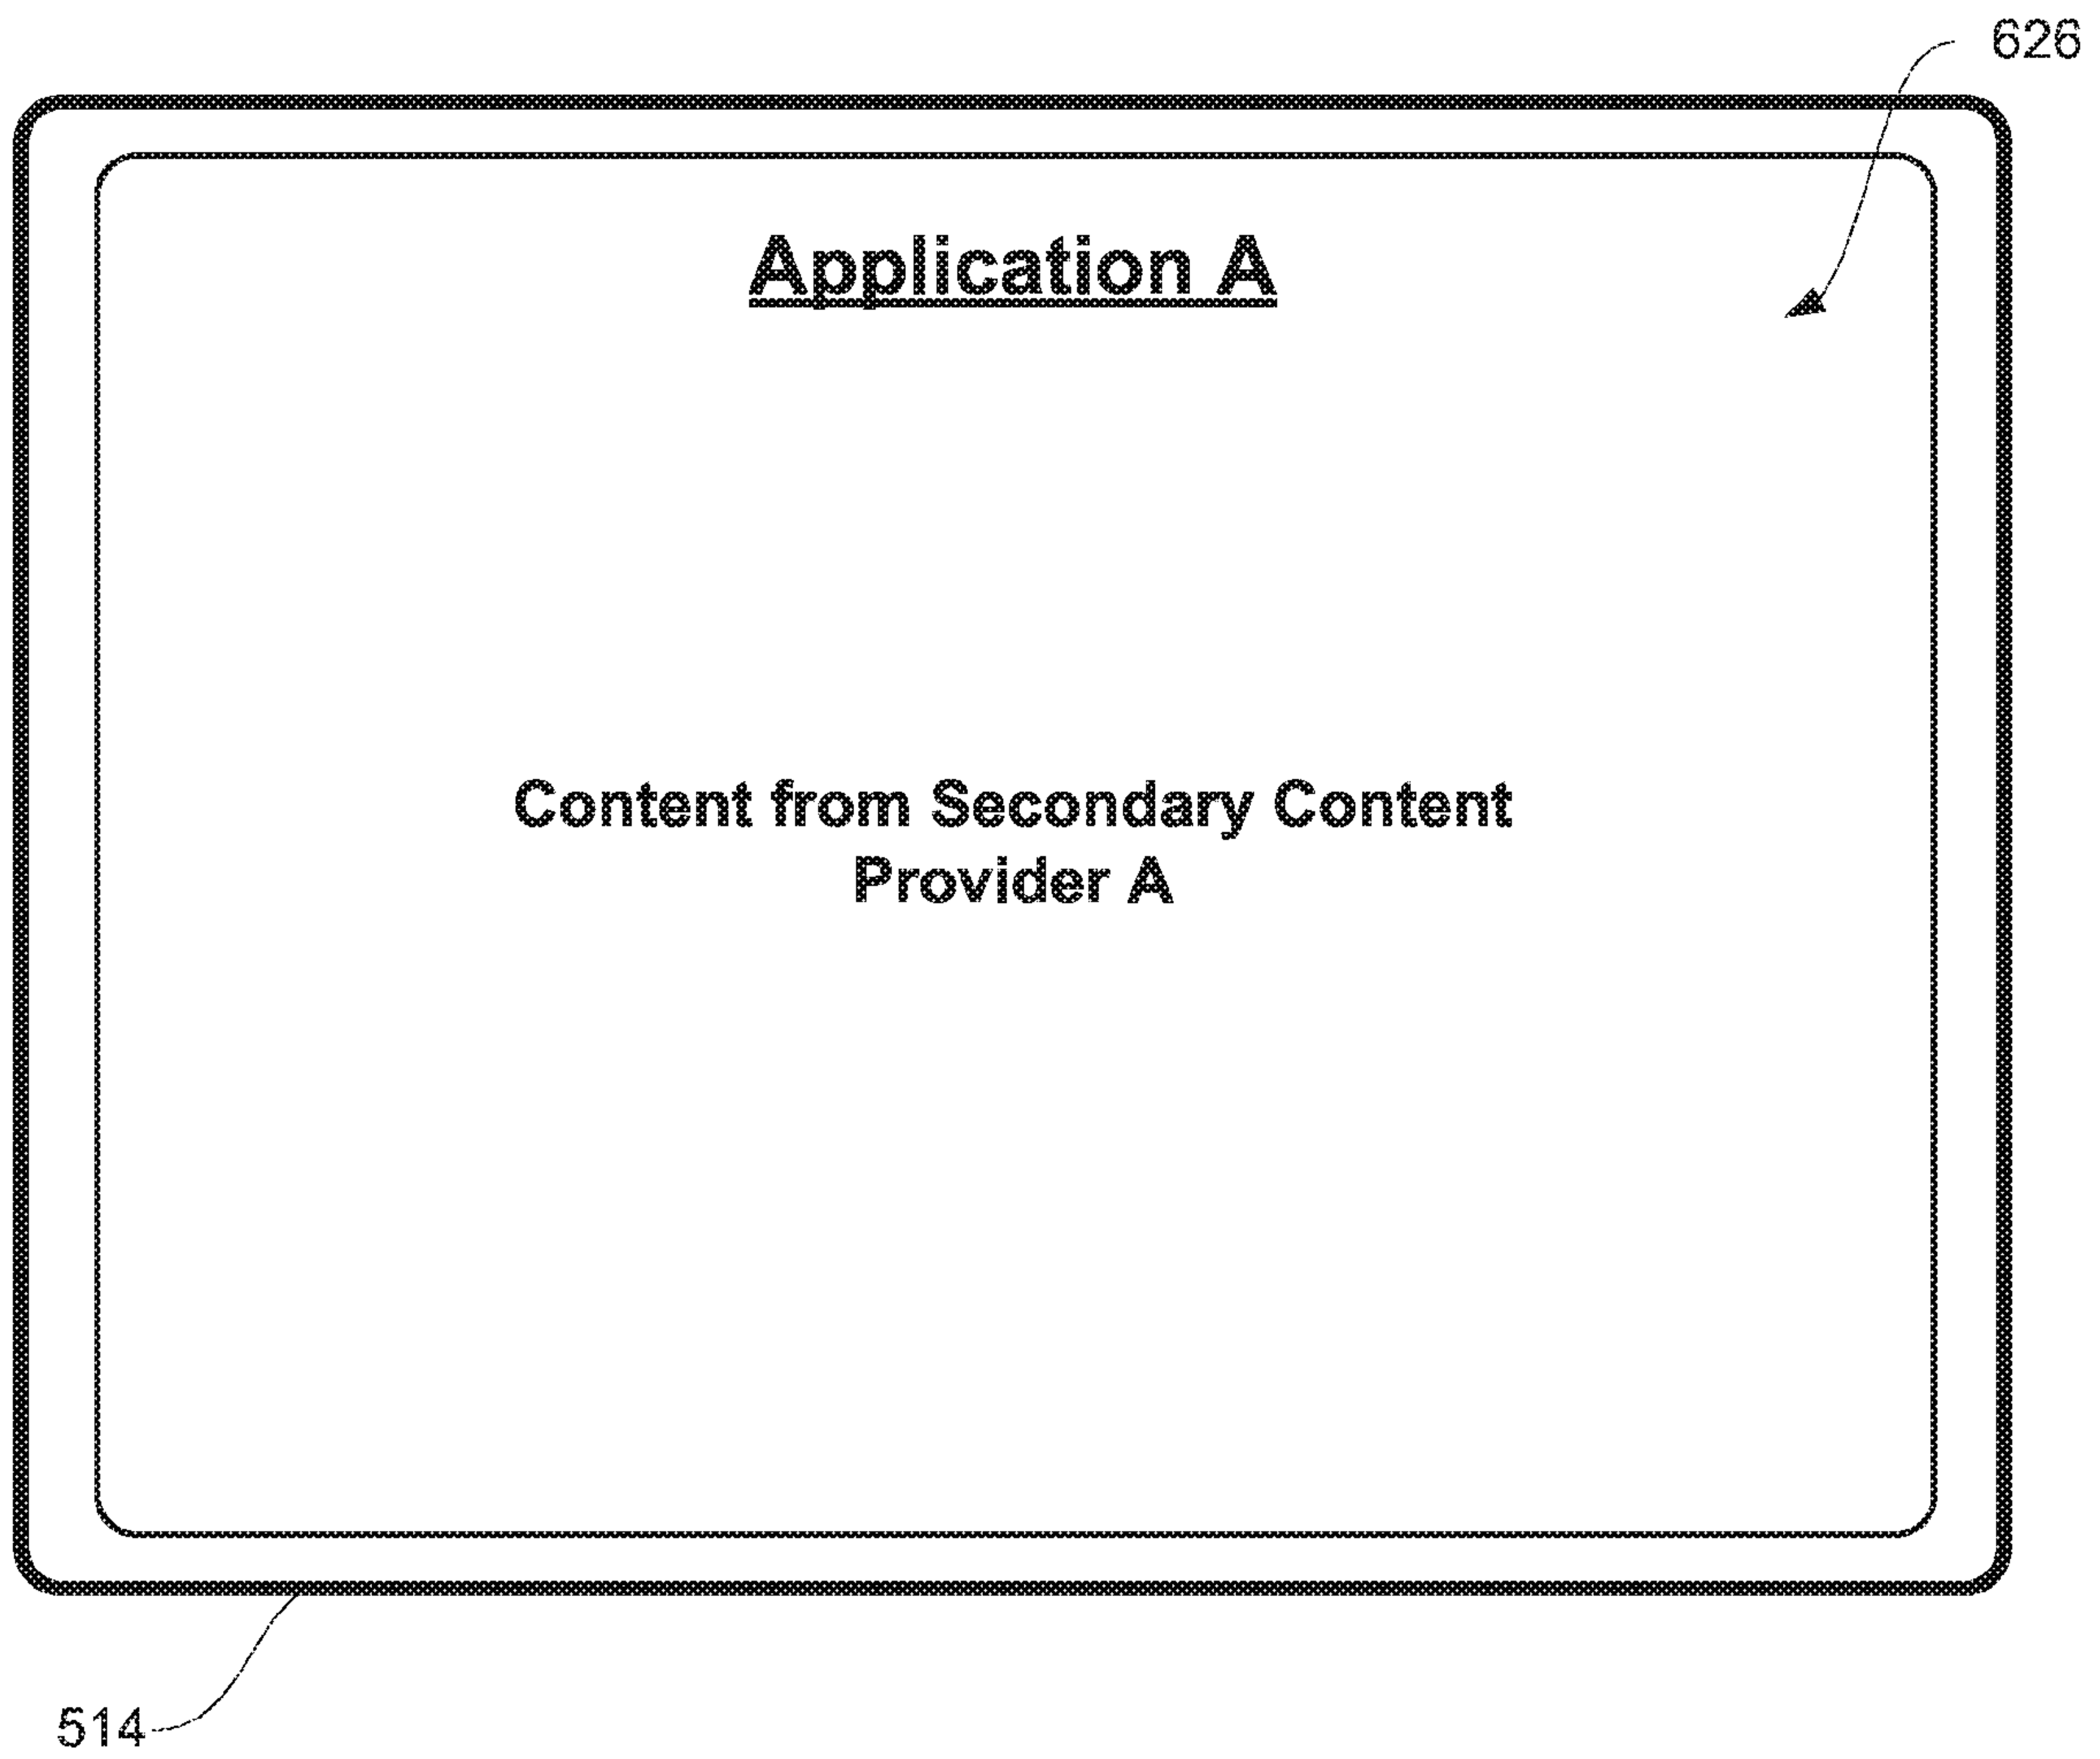 626
Application A
Content from Secondary Content
Provider A
514